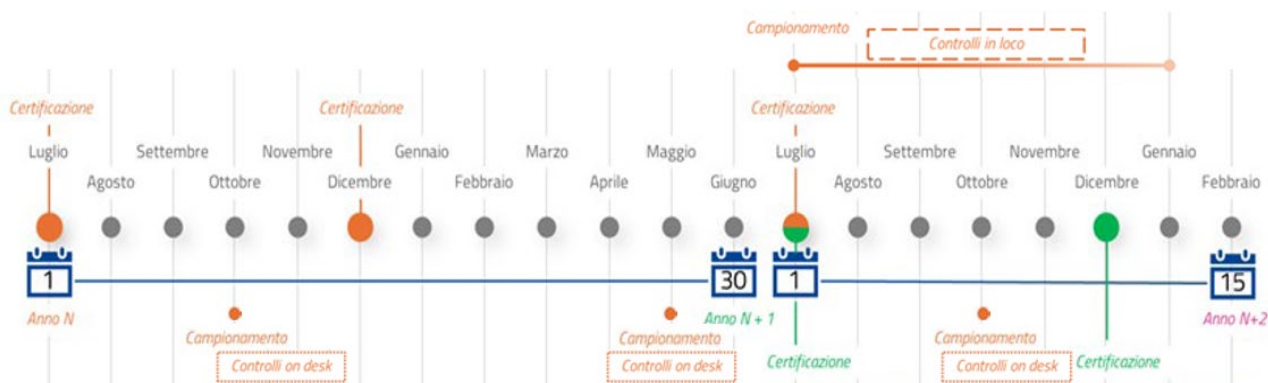 Campionamento
Controlli in loco
Certificazione Certificazione Certificazione
Luglio Settembre Novembre Gennaio Marzo Maggio Luglio Settembre Novembre Gennaio
Agosto Ottobre Dicembre Febbraio Aprile Giugno Agosto Ottobre Dicembre Febbraio
1 30 1 15
Anno N Anno N + 1 Anno N+2
Campionamento Campionamento Campionamento
Controlli on desk Controlli on desk Certificazione Controlli on desk Certificazione